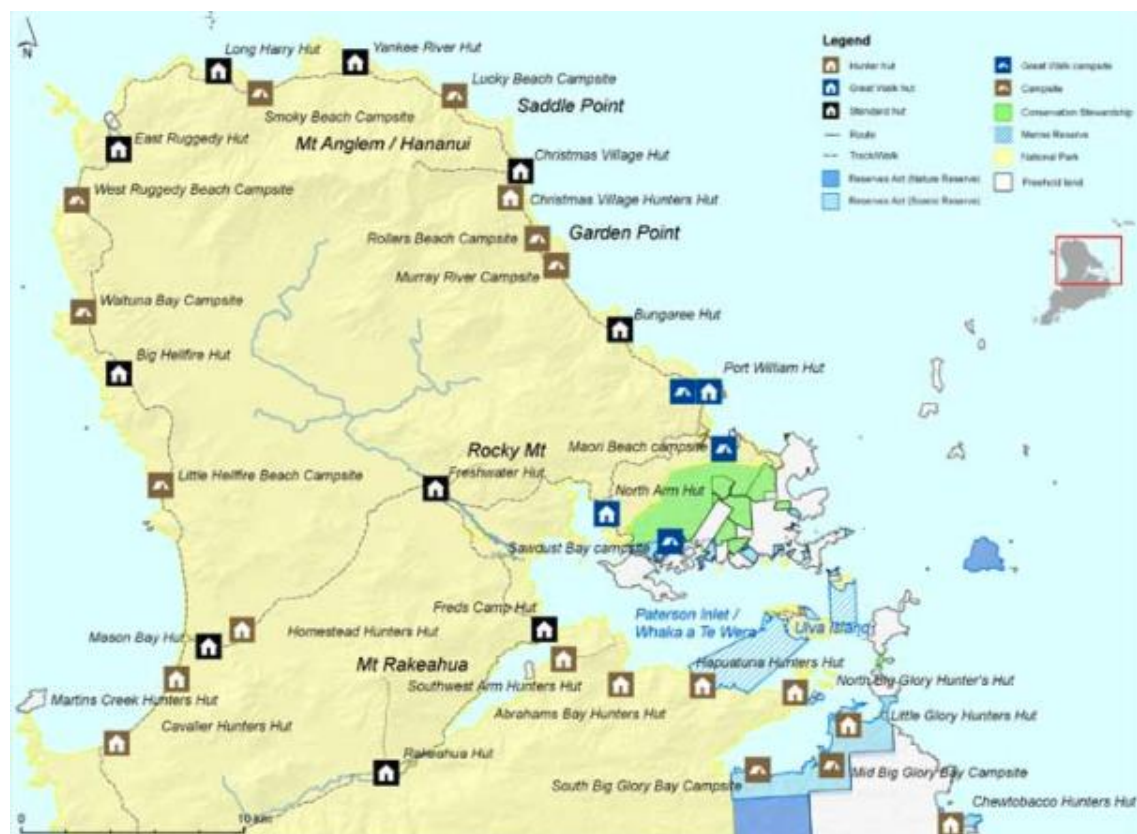 N
Long Harry Hut
Yankee River Hut
Lucky Beach Campsite
Smoky Beach Campsite
Saddle Point
East Ruggedy Hut
Mt Anglem / Hananui
Christmas Village Hut
West Ruggedy Beach Campsite
Christmas Village Hunters Hut
Rollers Beach Campsite
Garden Point
Murray River Campsite
Waituna Bay Campsite
Bungaree Hut
Big Hellfire Hut
Port William Hut
Maori Beach campsite
Rocky Mt
Little Hellfire Beach Campsite
Freshwater Hut
North Arm Hut
Sawdust Bay campsite
Freds Camp Hut
Paterson Inlet /
Whaka a Te Wera
Ulva Island
Mason Bay Hut
Homestead Hunters Hut
Mt Rakeahua
Hapuatuna Hunters Hut
Southwest Arm Hunters Hut
North Big Glory Hunter's Hut
Martins Creek Hunters Hut
Abrahams Bay Hunters Hut
Little Glory Hunters Hut
Cavalier Hunters Hut
Rakeahua Hut
South Big Glory Bay Campsite
Mid Big Glory Bay Campsite
Chewtobacco Hunters Hut
0
10 km
Legend
Hunter hut
Great Walk hut
Standard hut
Route
Track/Walk
Reserves Act (Nature Reserve)
Reserves Act (Scenic Reserve)
Great Walk campsite
Campsite
Conservation Stewardship
Marine Reserve
National Park
Freehold land